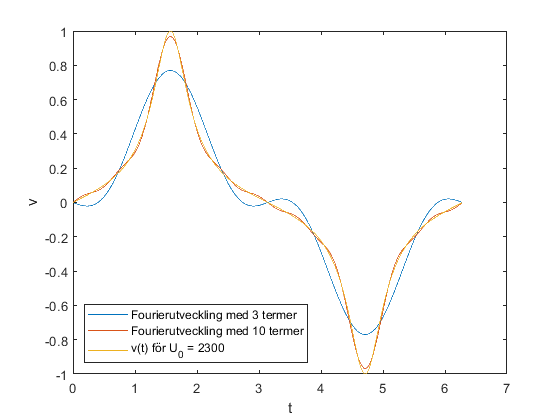 1
0.8
0.6
0.4
0.2
0
-0.2
-0.4
-0.6
-0.8
-1
v
Fourierutveckling med 3 termer
Fourierutveckling med 10 termer
v(t) för U0 = 2300
0 1 2 3 4 5 6 7
t